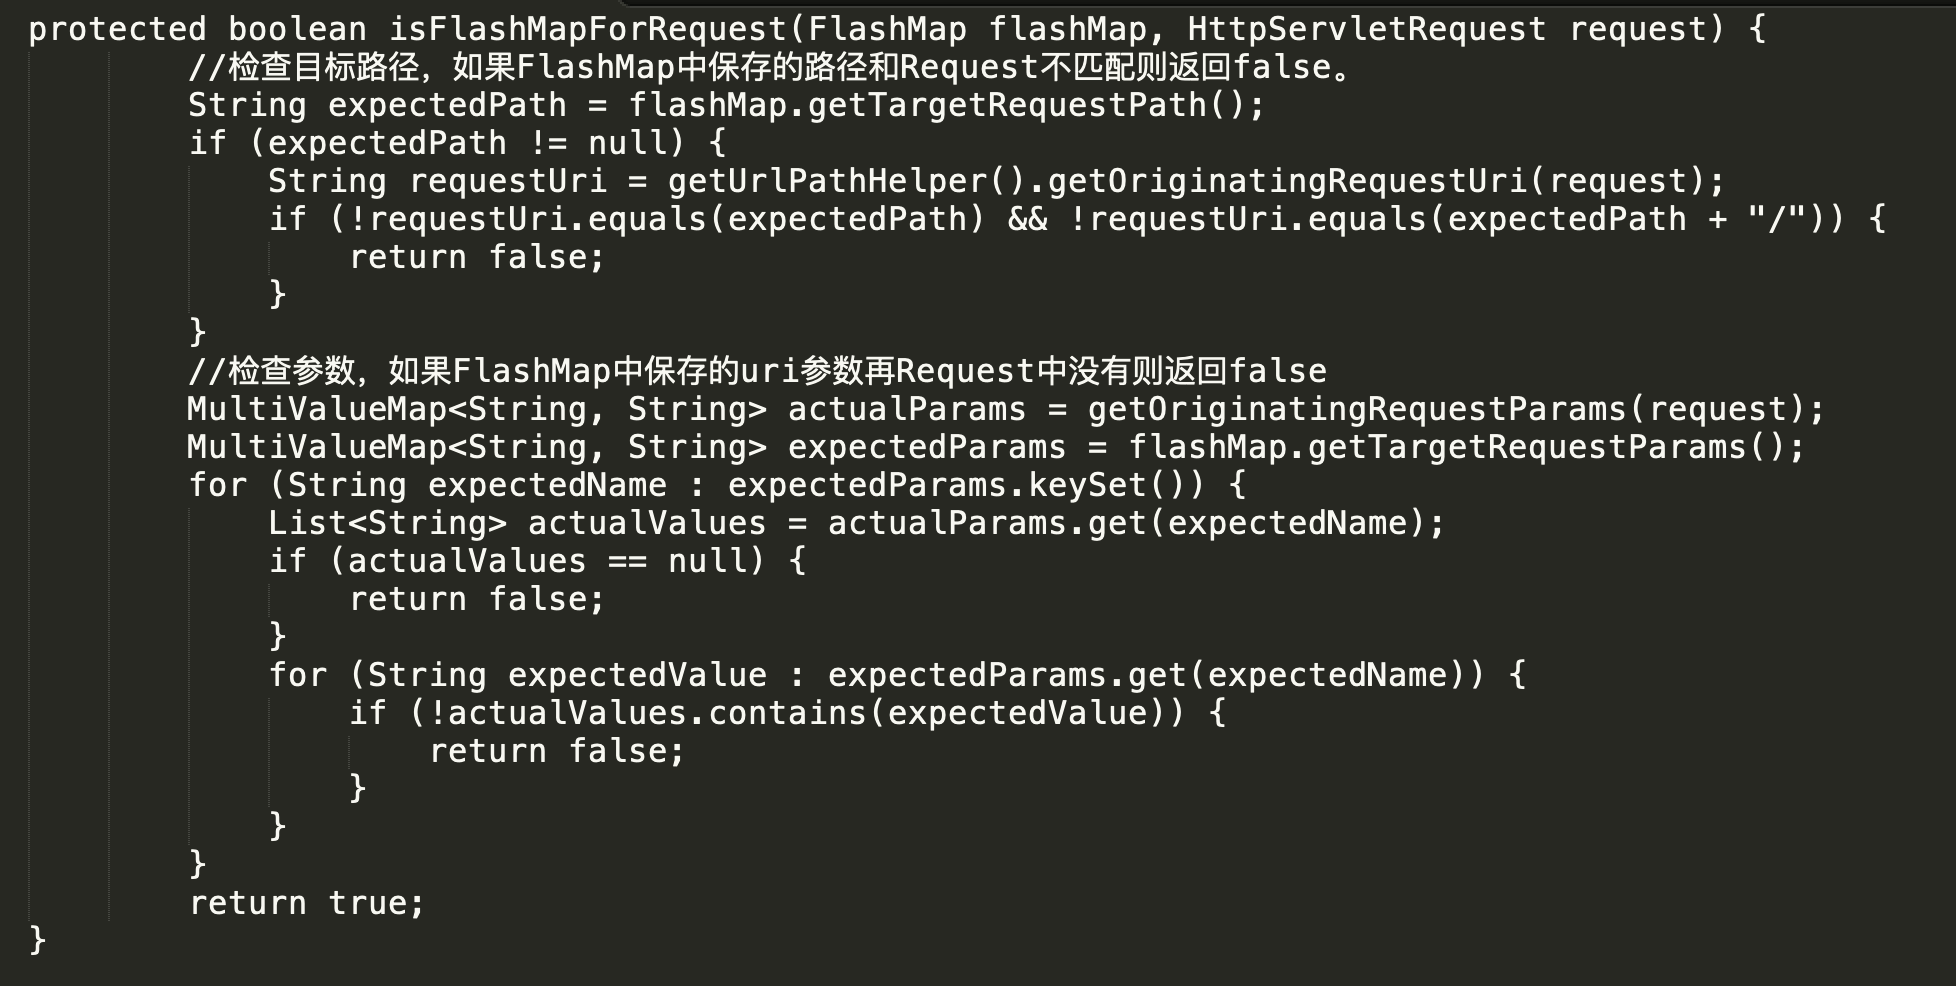 protected boolean isFlashMapForRequest(FlashMap flashMap, HttpServletRequest request) {
        //检查目标路径，如果FlashMap中保存的路径和Request不匹配则返回false。
        String expectedPath = flashMap.getTargetRequestPath();
        if (expectedPath != null) {
            String requestUri = getUrlPathHelper().getOriginatingRequestUri(request);
            if (!requestUri.equals(expectedPath) && !requestUri.equals(expectedPath + "/")) {
                return false;
            }
        }
        //检查参数，如果FlashMap中保存的uri参数再Request中没有则返回false
        MultiValueMap<String, String> actualParams = getOriginatingRequestParams(request);
        MultiValueMap<String, String> expectedParams = flashMap.getTargetRequestParams();
        for (String expectedName : expectedParams.keySet()) {
            List<String> actualValues = actualParams.get(expectedName);
            if (actualValues == null) {
                return false;
            }
            for (String expectedValue : expectedParams.get(expectedName)) {
                if (!actualValues.contains(expectedValue)) {
                    return false;
                }
            }
        }
        return true;
}